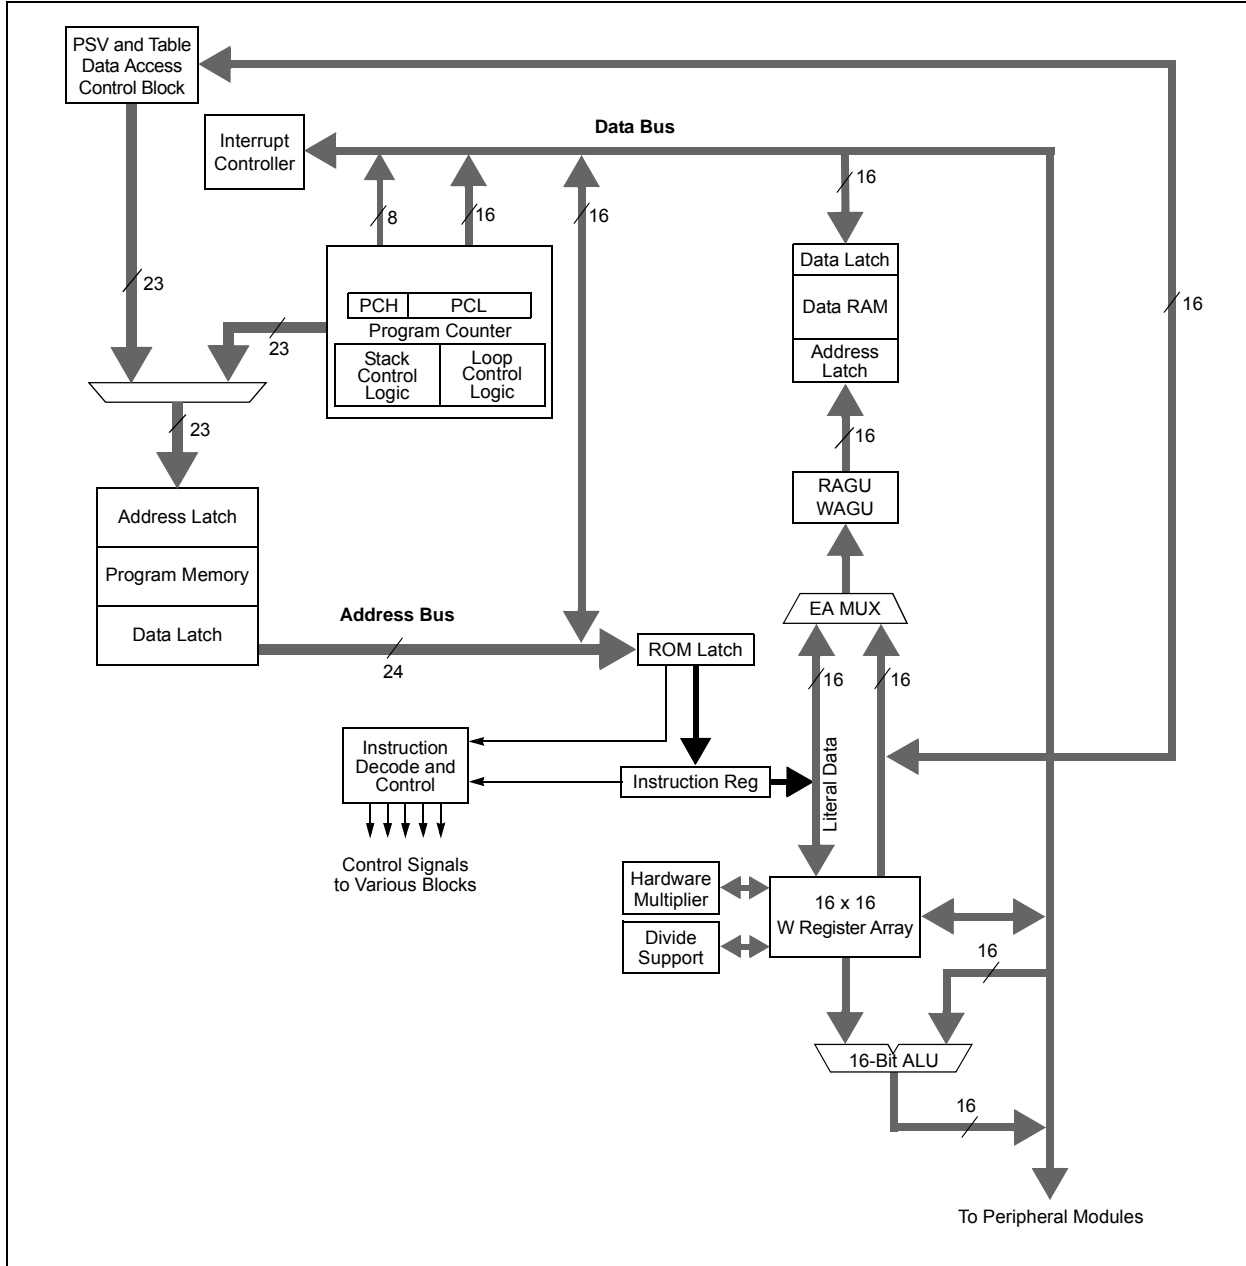 PSV and Table
Data Access
Control Block
Interrupt
Controller
Data Bus
8
16
16
16
23
23
PCH
PCL
Program Counter
Stack
Control
Logic
Loop
Control
Logic
Data Latch
Data RAM
Address
Latch
16
23
16
RAGU
WAGU
Address Latch
Program Memory
Data Latch
Address Bus
24
EA MUX
ROM Latch
16
16
Instruction
Decode and
Control
Instruction Reg
Literal Data
Control Signals
to Various Blocks
Hardware
Multiplier
Divide
Support
16 x 16
W Register Array
16
16-Bit ALU
16
To Peripheral Modules